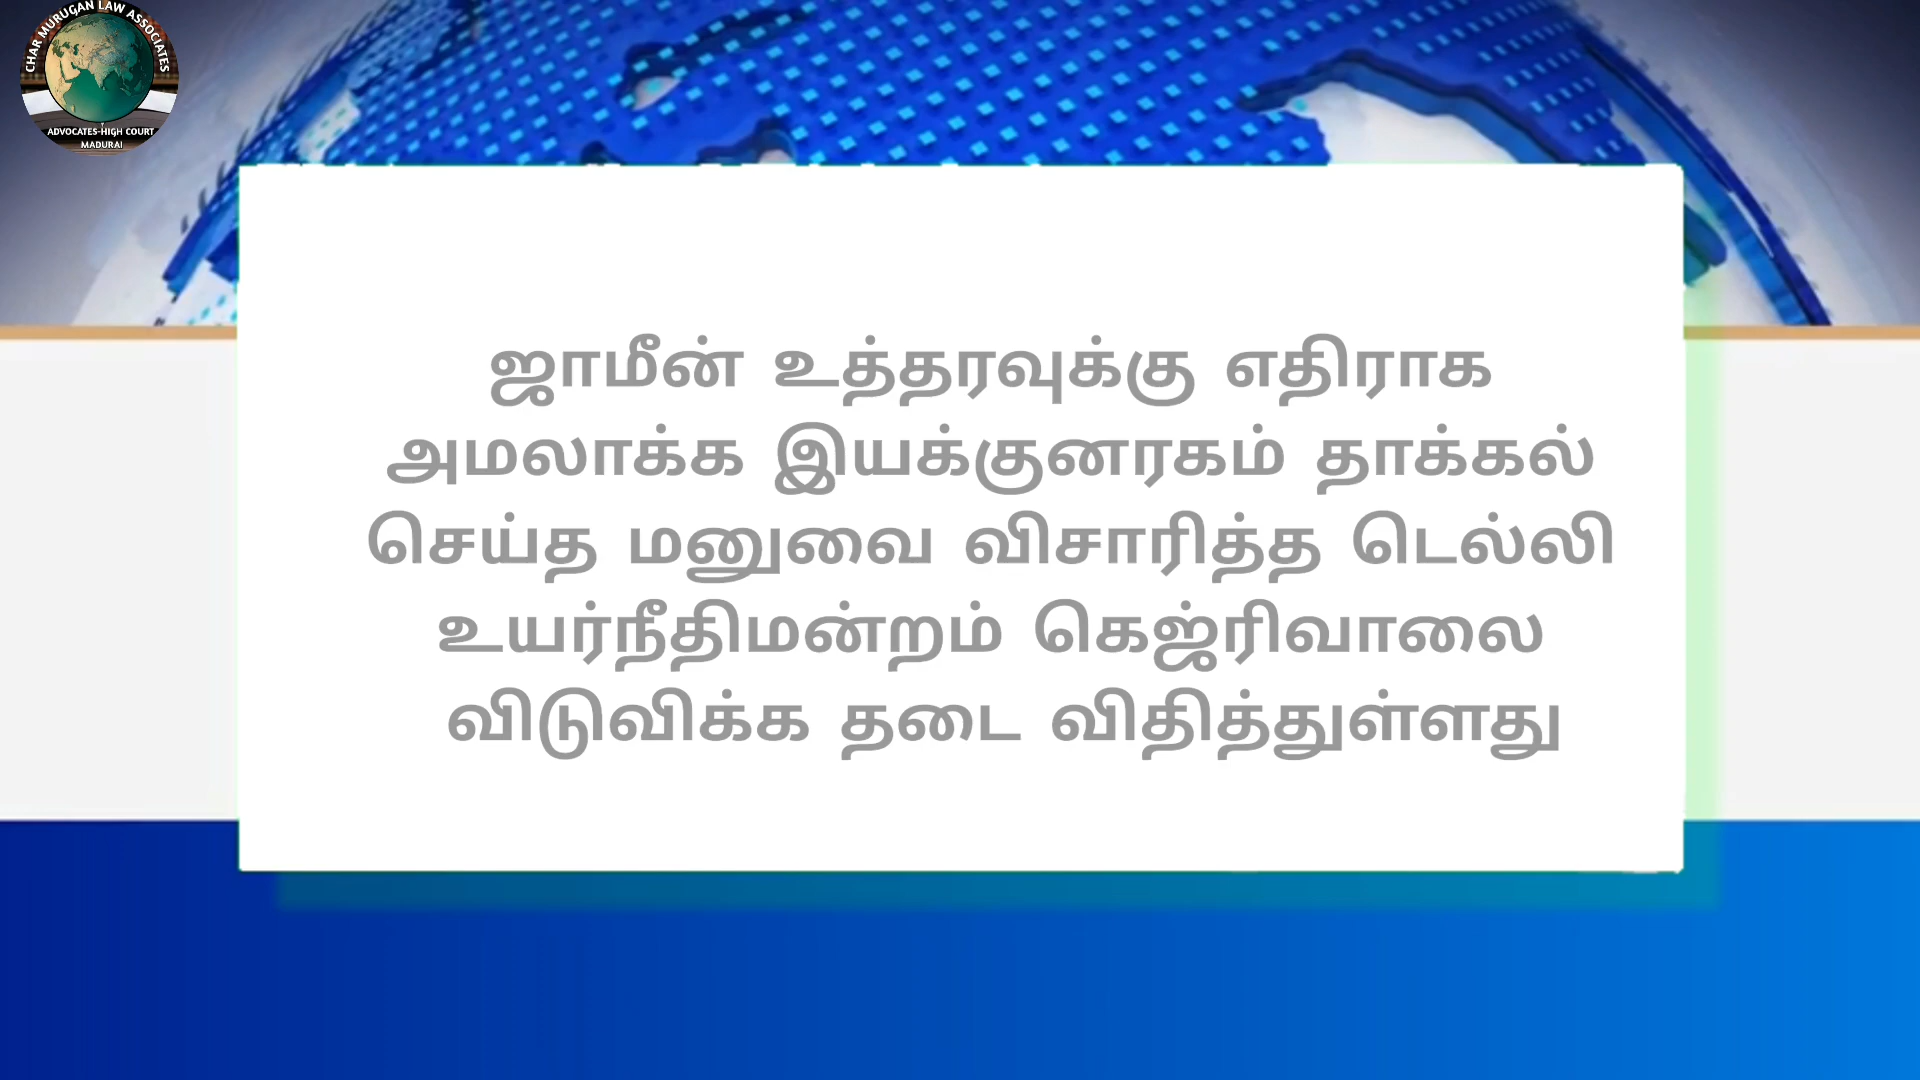 CHAR MURUGAN LAW ASSOCIATES
ADVOCATES-HIGH COURT
MADURAI
ஜாமீன் உத்தரவுக்கு எதிராக
அமலாக்க இயக்குனரகம் தாக்கல்
செய்த மனுவை விசாரித்த டெல்லி
உயர்நீதிமன்றம் கெஜ்ரிவாலை
விடுவிக்க தடை விதித்துள்ளது